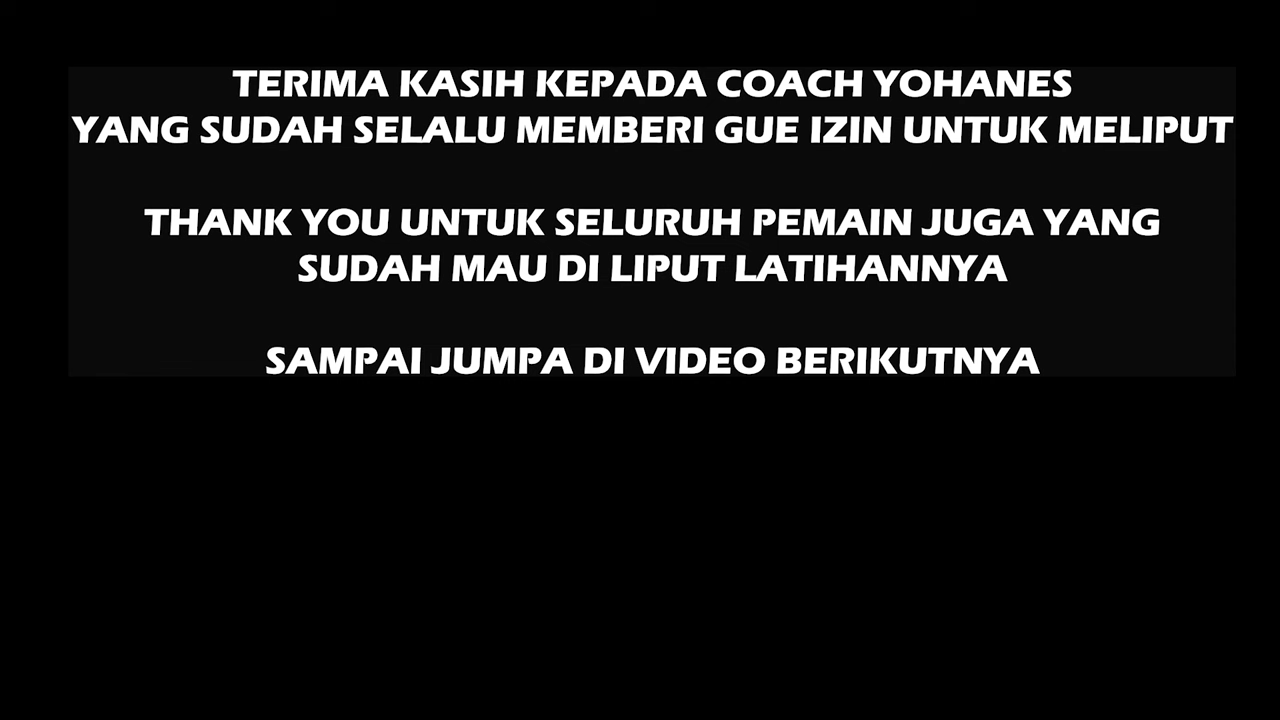 TERIMA KASIH KEPADA COACH YOHANES
YANG SUDAH SELALU MEMBERI GUE IZIN UNTUK MELIPUT
THANK YOU UNTUK SELURUH PEMAIN JUGA YANG
SUDAH MAU DI LIPUT LATIHANNYA
SAMPAI JUMPA DI VIDEO BERIKUTNYA